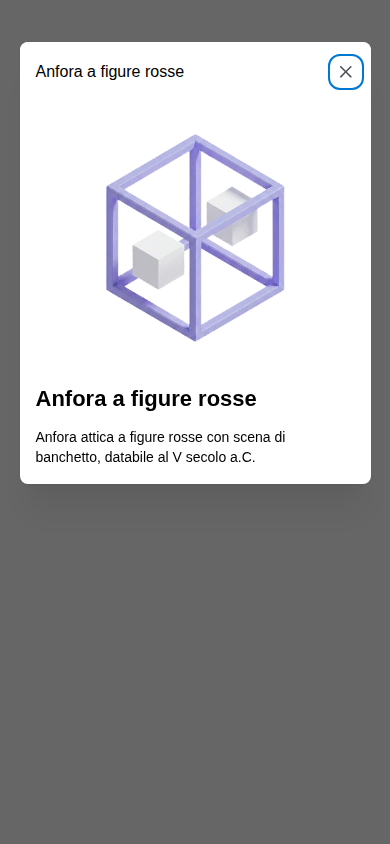 Anfora a figure rosse
Anfora a figure rosse
Anfora attica a figure rosse con scena di
banchetto, databile al V secolo a.C.